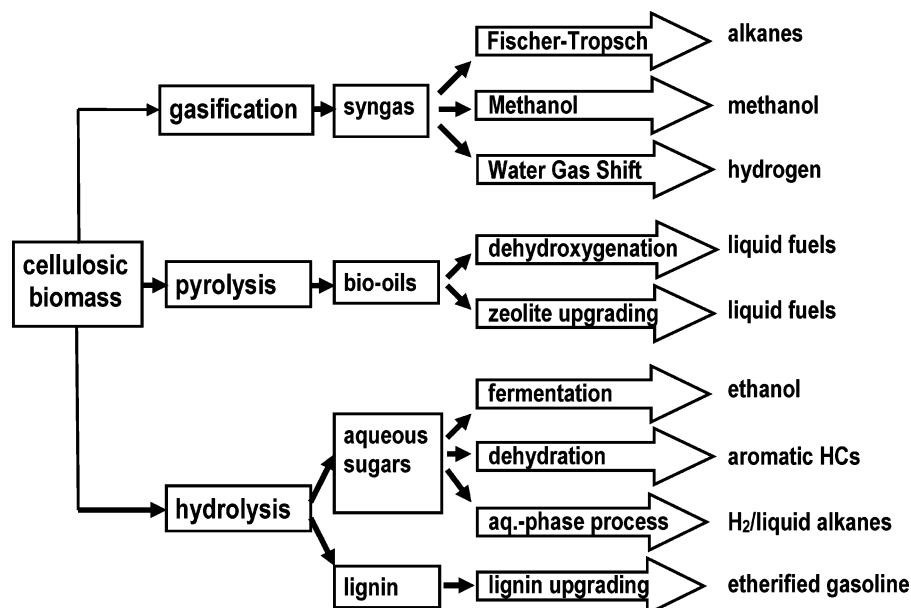 Fischer-Tropsch
alkanes
gasification
syngas
Methanol
methanol
Water Gas Shift
hydrogen
cellulosic
biomass
pyrolysis
bio-oils
dehydroxygenation
liquid fuels
zeolite upgrading
liquid fuels
hydrolysis
aqueous
sugars
fermentation
ethanol
dehydration
aromatic HCs
aq.-phase process
H₂/liquid alkanes
lignin
lignin upgrading
etherified gasoline